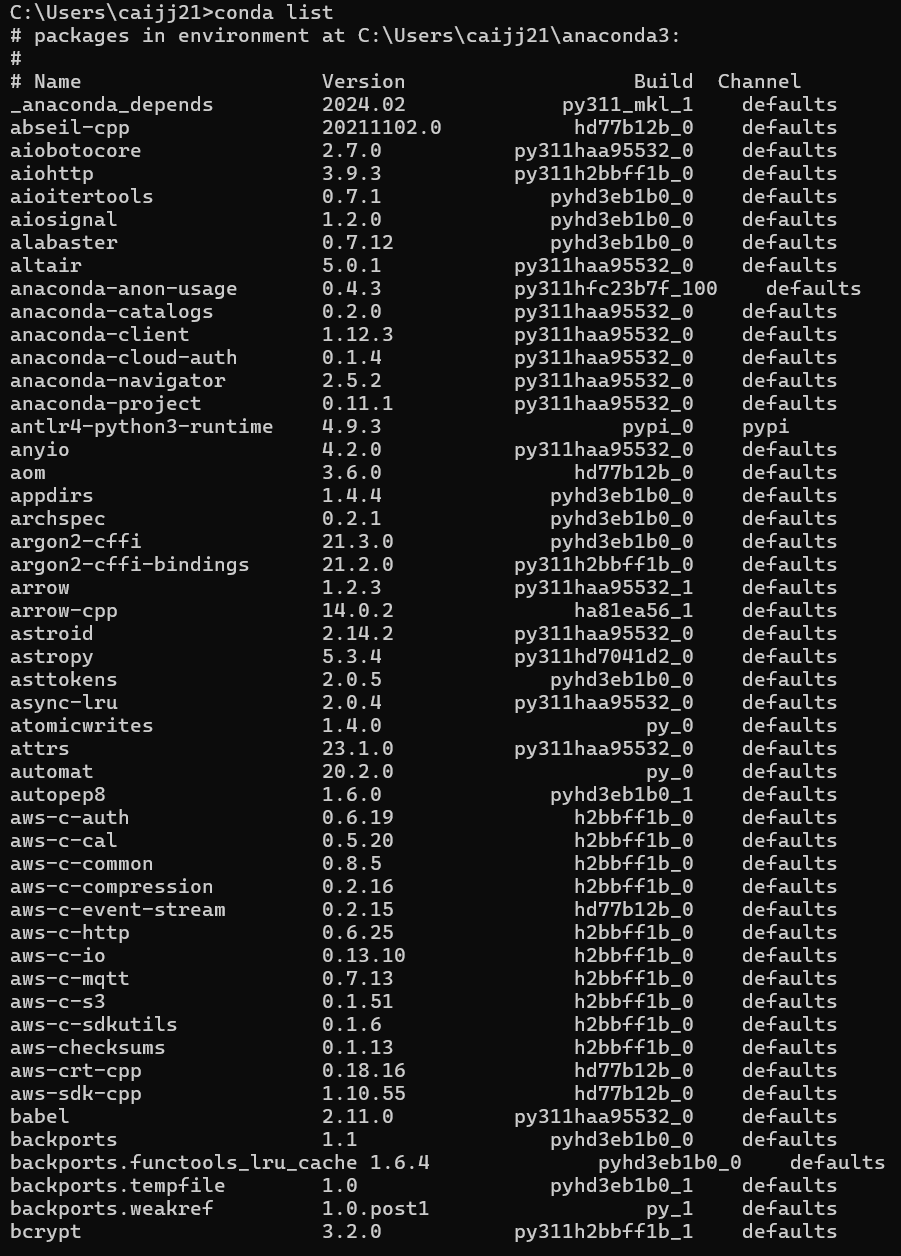 C:\Users\caijj21>conda list
# packages in environment at C:\Users\caijj21\anaconda3:
#
# Name                    Version                   Build  Channel
_anaconda_depends         2024.02             py311_mkl_1    defaults
abseil-cpp                20211102.0           hd77b12b_0    defaults
aiobotocore               2.7.0           py311haa95532_0    defaults
aiohttp                   3.9.3           py311h2bbff1b_0    defaults
aioitertools              0.7.1              pyhd3eb1b0_0    defaults
aiosignal                 1.2.0              pyhd3eb1b0_0    defaults
alabaster                 0.7.12             pyhd3eb1b0_0    defaults
altair                    5.0.1           py311haa95532_0    defaults
anaconda-anon-usage       0.4.3           py311hfc23b7f_100    defaults
anaconda-catalogs         0.2.0           py311haa95532_0    defaults
anaconda-client           1.12.3          py311haa95532_0    defaults
anaconda-cloud-auth       0.1.4           py311haa95532_0    defaults
anaconda-navigator        2.5.2           py311haa95532_0    defaults
anaconda-project          0.11.1          py311haa95532_0    defaults
antlr4-python3-runtime    4.9.3                    pypi_0    pypi
anyio                     4.2.0           py311haa95532_0    defaults
aom                       3.6.0                hd77b12b_0    defaults
appdirs                   1.4.4              pyhd3eb1b0_0    defaults
archspec                  0.2.1              pyhd3eb1b0_0    defaults
argon2-cffi               21.3.0             pyhd3eb1b0_0    defaults
argon2-cffi-bindings      21.2.0          py311h2bbff1b_0    defaults
arrow                     1.2.3           py311haa95532_1    defaults
arrow-cpp                 14.0.2               ha81ea56_1    defaults
astroid                   2.14.2          py311haa95532_0    defaults
astropy                   5.3.4           py311hd7041d2_0    defaults
asttokens                 2.0.5              pyhd3eb1b0_0    defaults
async-lru                 2.0.4           py311haa95532_0    defaults
atomicwrites              1.4.0                      py_0    defaults
attrs                     23.1.0          py311haa95532_0    defaults
automat                   20.2.0                     py_0    defaults
autopep8                  1.6.0              pyhd3eb1b0_1    defaults
aws-c-auth                0.6.19               h2bbff1b_0    defaults
aws-c-cal                 0.5.20               h2bbff1b_0    defaults
aws-c-common              0.8.5                h2bbff1b_0    defaults
aws-c-compression         0.2.16               h2bbff1b_0    defaults
aws-c-event-stream        0.2.15               hd77b12b_0    defaults
aws-c-http                0.6.25               h2bbff1b_0    defaults
aws-c-io                  0.13.10              h2bbff1b_0    defaults
aws-c-mqtt                0.7.13               h2bbff1b_0    defaults
aws-c-s3                  0.1.51               h2bbff1b_0    defaults
aws-c-sdkutils            0.1.6                h2bbff1b_0    defaults
aws-checksums             0.1.13               h2bbff1b_0    defaults
aws-crt-cpp               0.18.16              hd77b12b_0    defaults
aws-sdk-cpp               1.10.55              hd77b12b_0    defaults
babel                     2.11.0          py311haa95532_0    defaults
backports                 1.1                pyhd3eb1b0_0    defaults
backports.functools_lru_cache 1.6.4              pyhd3eb1b0_0    defaults
backports.tempfile        1.0                pyhd3eb1b0_1    defaults
backports.weakref         1.0.post1                  py_1    defaults
bcrypt                    3.2.0           py311h2bbff1b_1    defaults